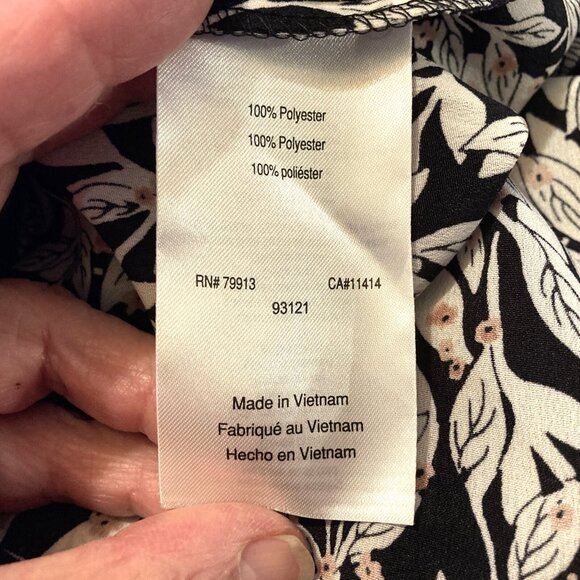 100% Polyester
100% Polyester
100% poliéster
RN# 79913 CA#11414
93121
Made in Vietnam
Fabriqué au Vietnam
Hecho en Vietnam